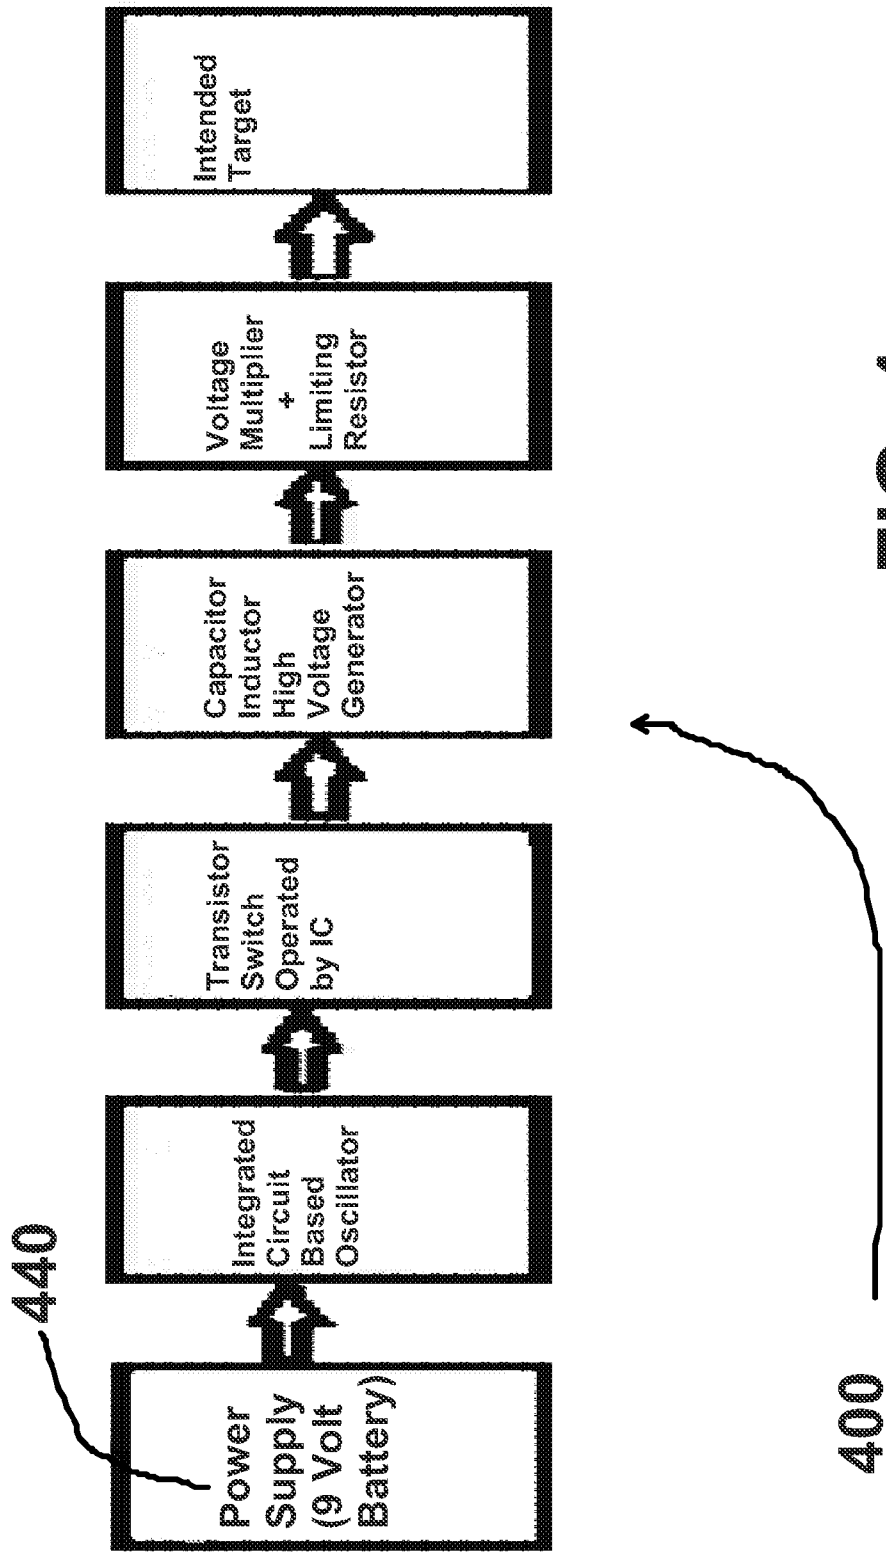 440
Power
Supply
(9 Volt
Battery)
Integrated
Circuit
Based
Oscillator
Transistor
Switch
Operated
by IC
Capacitor
Inductor
High
Voltage
Generator
Voltage
Multiplier
+
Limiting
Resistor
Intended
Target
400